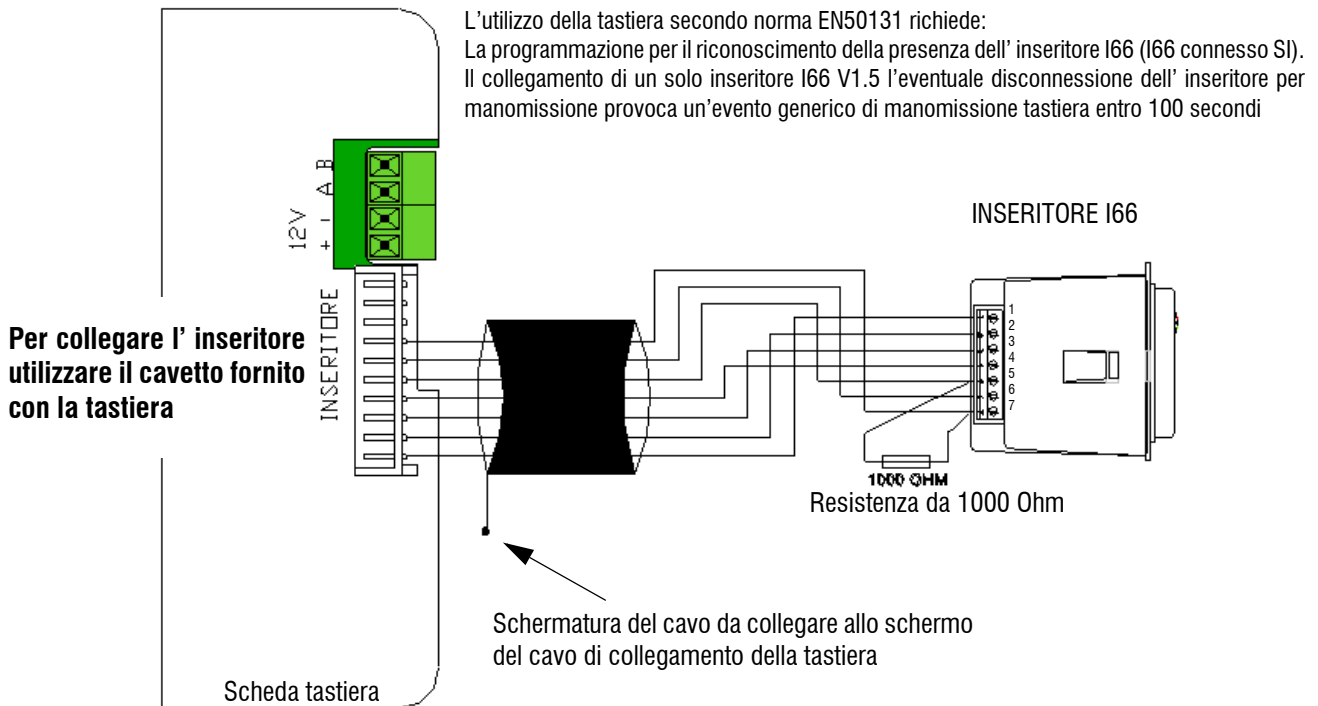 L'utilizzo della tastiera secondo norma EN50131 richiede:
La programmazione per il riconoscimento della presenza dell' inseritore I66 (I66 connesso SI).
Il collegamento di un solo inseritore I66 V1.5 l'eventuale disconnessione dell' inseritore per
manomissione provoca un'evento generico di manomissione tastiera entro 100 secondi
B
A
-
+
12V
INSERITORE
Per collegare l' inseritore
utilizzare il cavetto fornito
con la tastiera
INSERITORE I66
1
2
3
4
5
6
7
1000 OHM
Resistenza da 1000 Ohm
Schermatura del cavo da collegare allo schermo
del cavo di collegamento della tastiera
Scheda tastiera